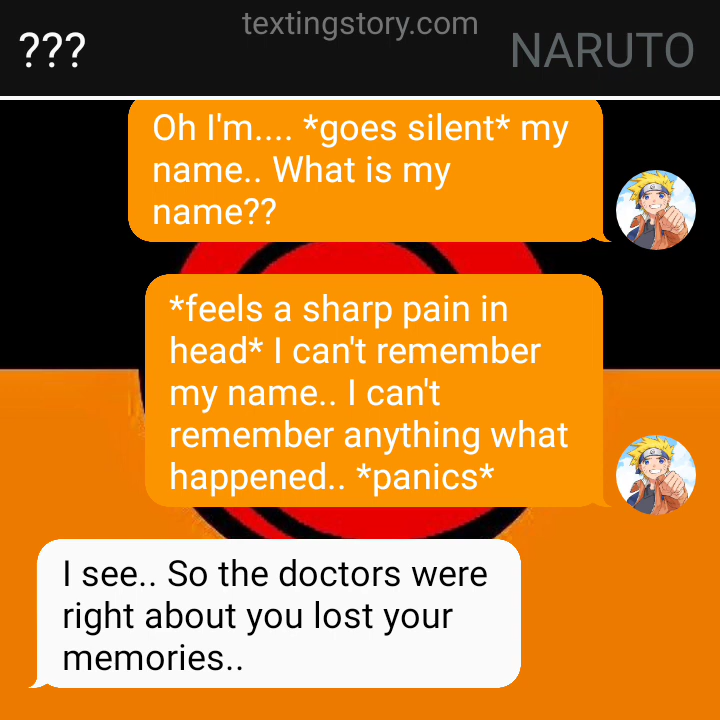 textingstory.com
??? NARUTO
Oh I'm.... *goes silent* my
name.. What is my
name??
*feels a sharp pain in
head* I can't remember
my name.. I can't
remember anything what
happened.. *panics*
I see.. So the doctors were
right about you lost your
memories..